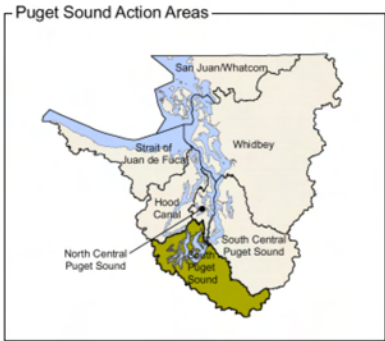 Puget Sound Action Areas
San Juan/Whatcom
Whidbey
Strait of
Juan de Fuca
Hood
Canal
North Central
Puget Sound
South Central
Puget Sound
South
Puget
Sound